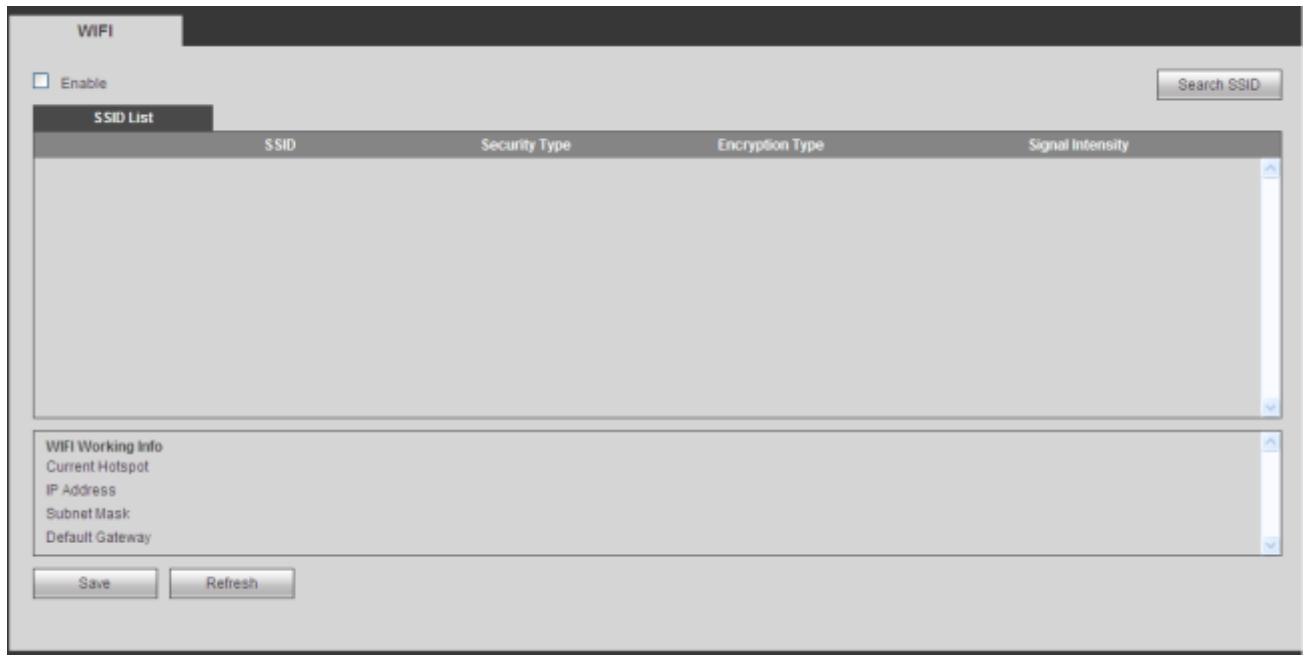 WIFI
Enable
Search SSID
SSID List
SSID Security Type Encryption Type Signal Intensity
WIFI Working Info
Current Hotspot
IP Address
Subnet Mask
Default Gateway
Save Refresh